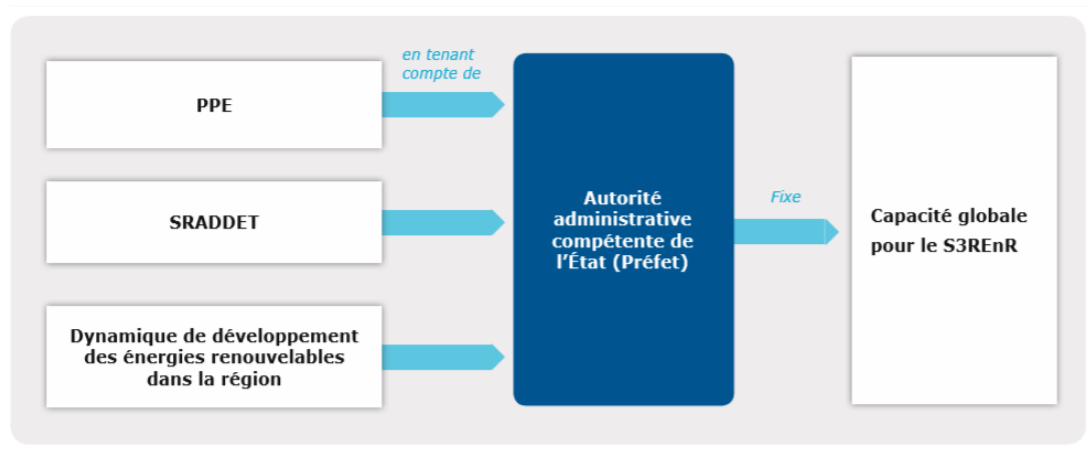 en tenant
compte de
PPE
SRADDET
Dynamique de développement
des énergies renouvelables
dans la région
Autorité
administrative
compétente de
l'État (Préfet)
Fixe
Capacité globale
pour le S3REnR